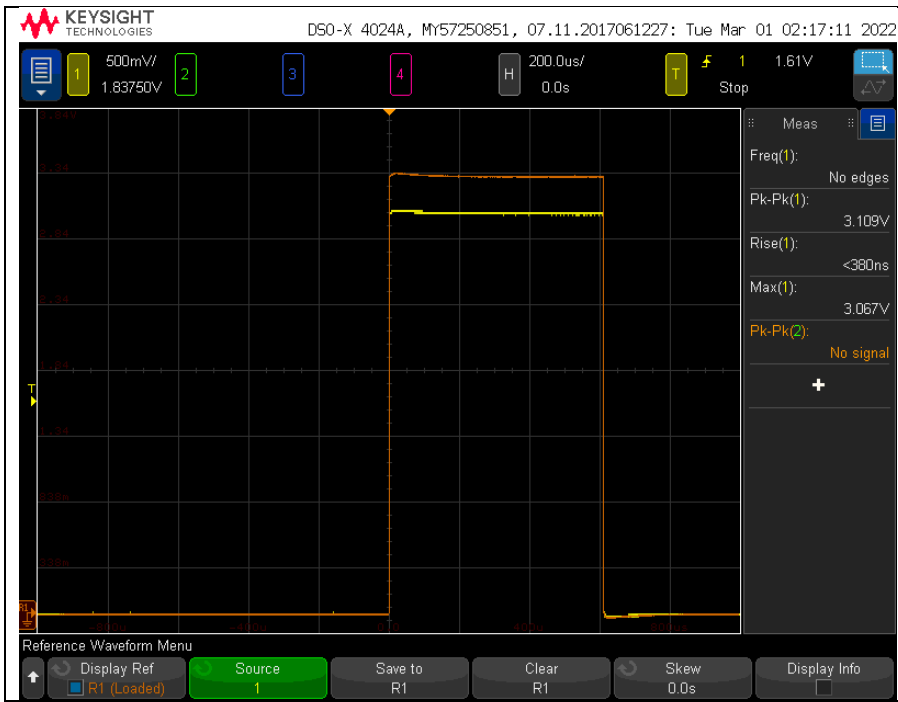 KEYSIGHT
TECHNOLOGIES
DSO-X 4024A, MY57250851, 07.11.2017061227: Tue Mar 01 02:17:11 2022
1 500mV/ 2 3 4 H 200.0us/ T 1 1.61V
1.83750V 0.0s Stop
Meas
Freq(1):
No edges
Pk-Pk(1):
3.109V
Rise(1):
<380ns
Max(1):
3.067V
Pk-Pk(2):
No signal
T
R1
Reference Waveform Menu
Display Ref Source Save to Clear Skew Display Info
R1 (Loaded) 1 R1 R1 0.0s